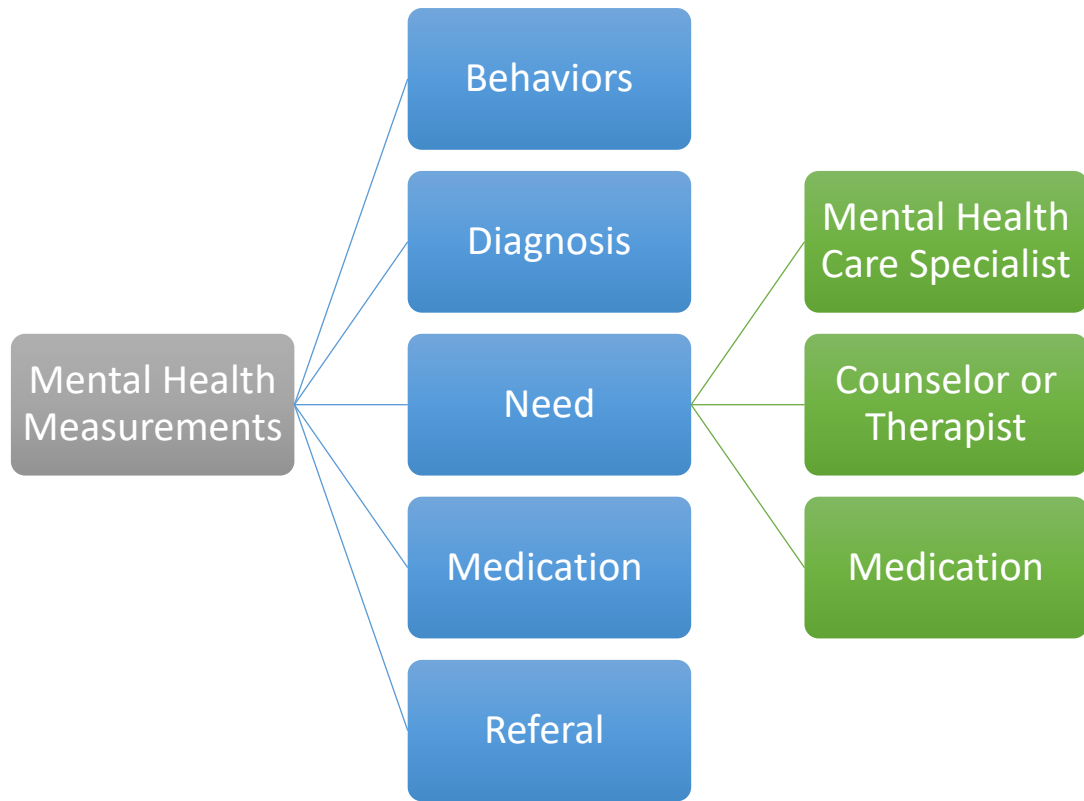 Mental Health
Measurements
Behaviors
Diagnosis
Need
Medication
Referal
Mental Health
Care Specialist
Counselor or
Therapist
Medication